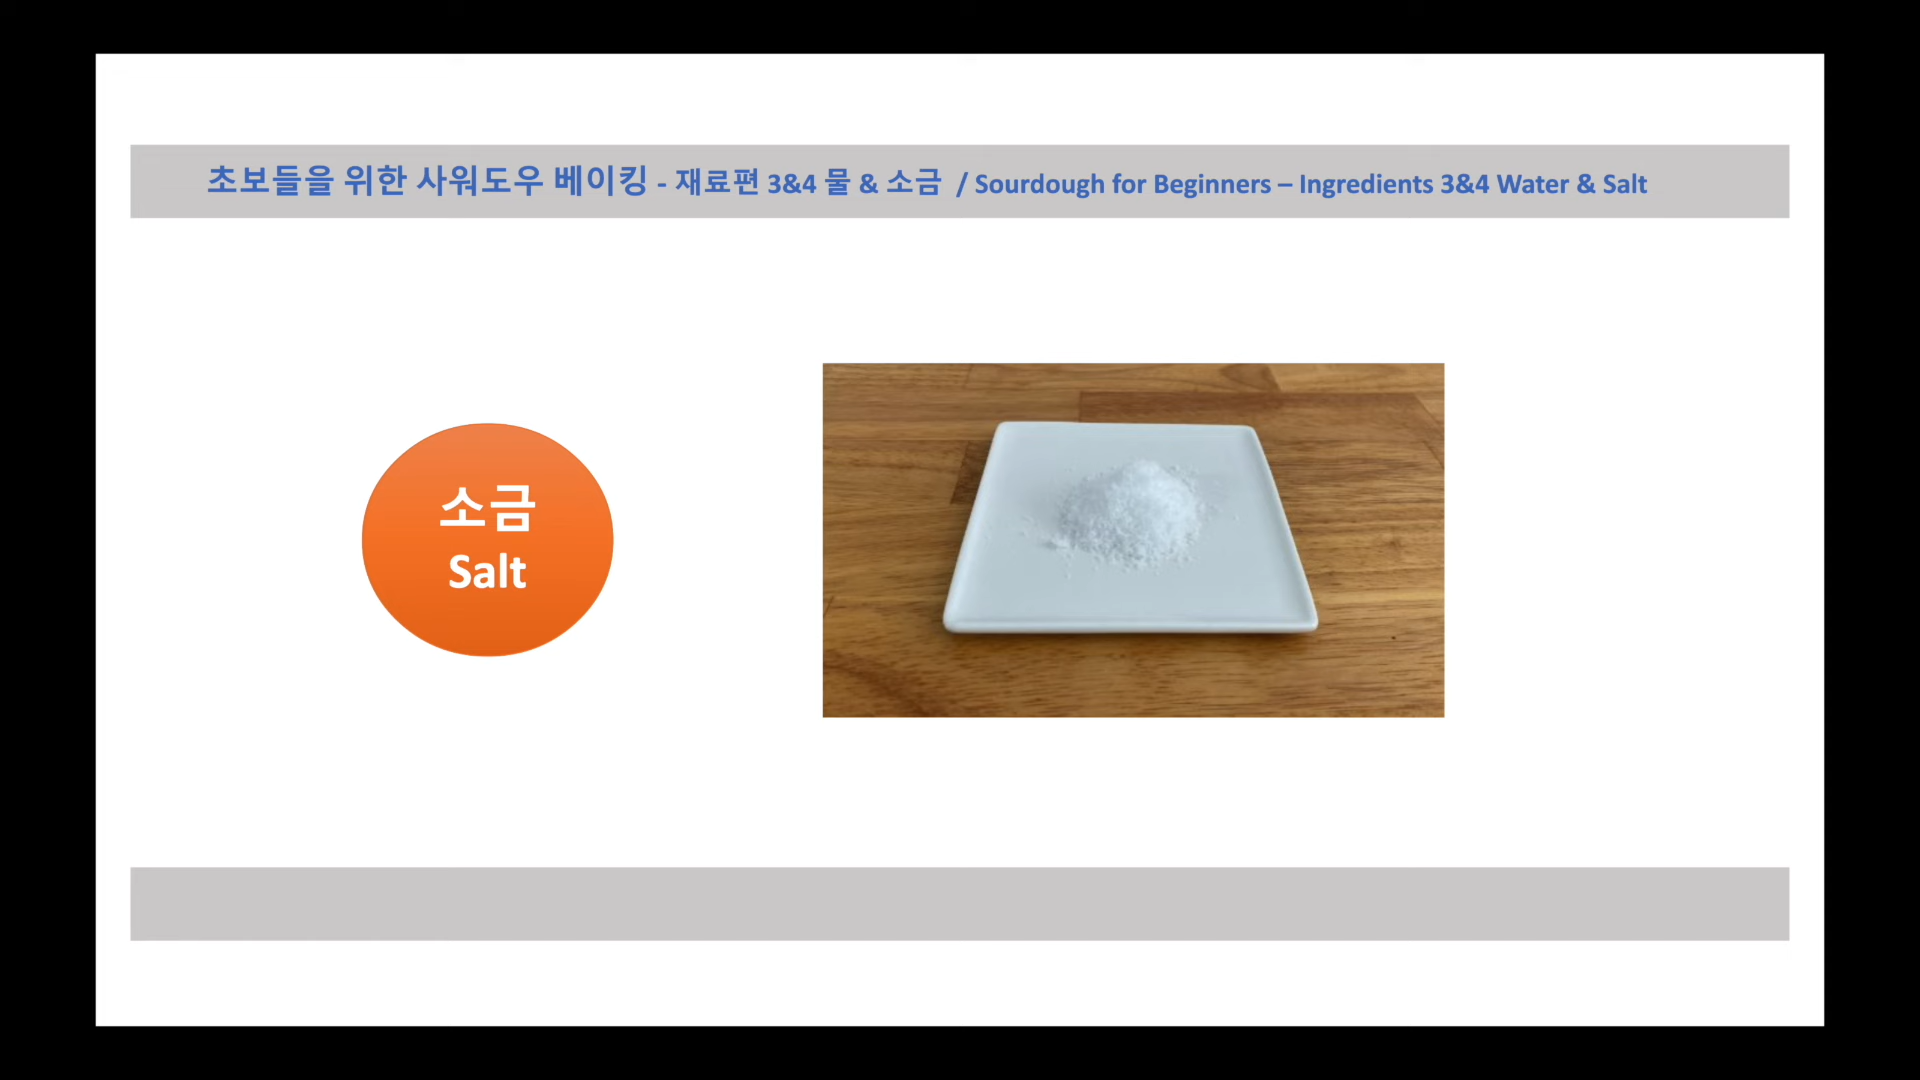 초보들을 위한 사워도우 베이킹 - 재료편 3&4 물 & 소금 / Sourdough for Beginners – Ingredients 3&4 Water & Salt
소금
Salt